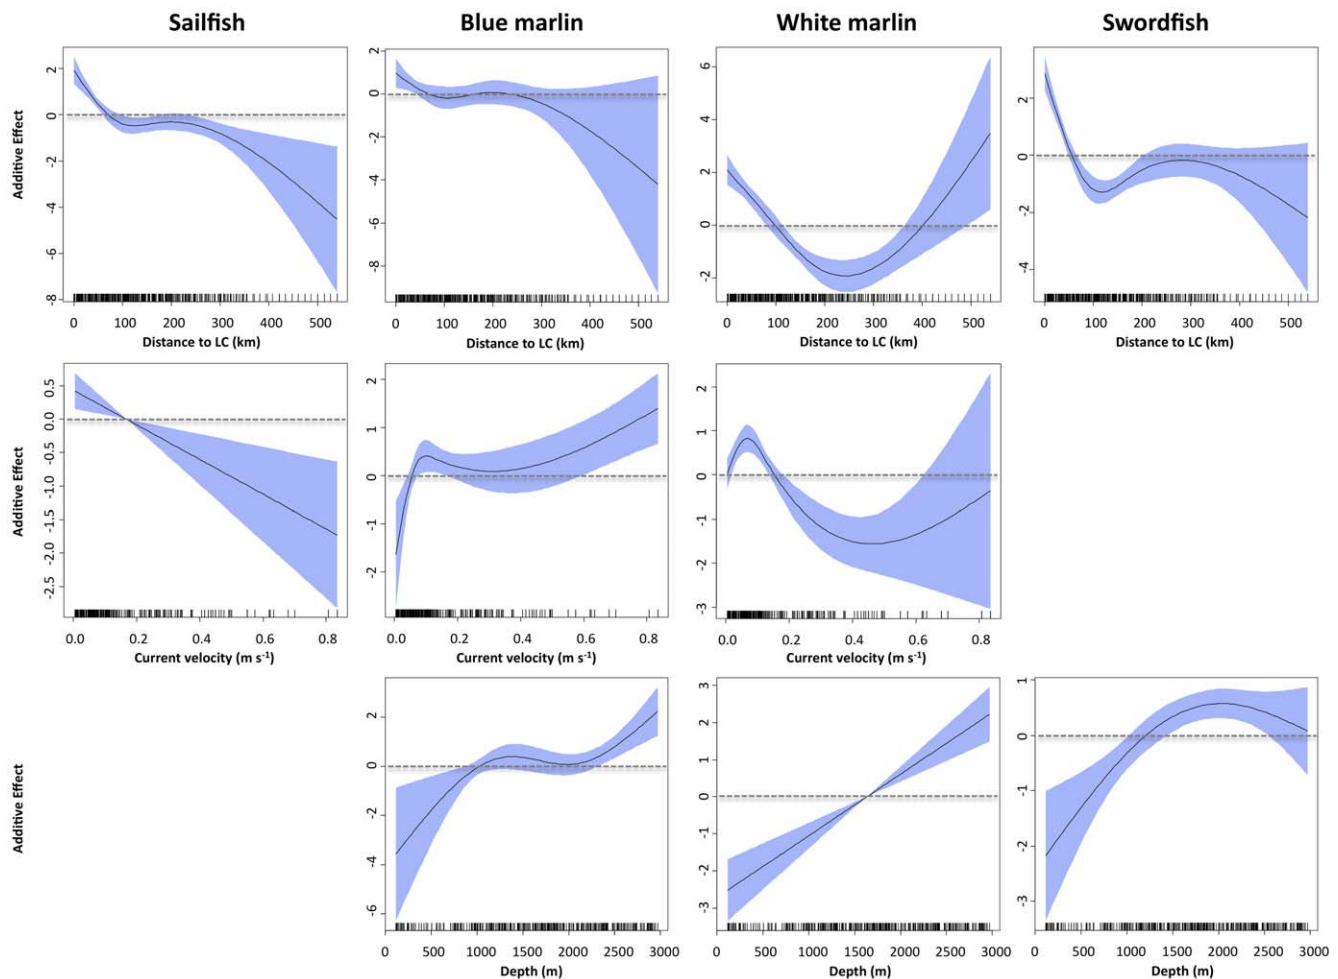 Sailfish Blue marlin White marlin Swordfish
Additive Effect
2 0 -2 -4 -6 -8
2 0 -2 -4 -6 -8
6 4 2 0 -2
2 0 -2 -4
0 100 200 300 400 500
0 100 200 300 400 500
0 100 200 300 400 500
0 100 200 300 400 500
Distance to LC (km) Distance to LC (km) Distance to LC (km) Distance to LC (km)
Additive Effect
0.5 0.0 -0.5 -1.0 -1.5 -2.0 -2.5
2 1 0 -1 -2
2 1 0 -1 -2 -3
0.0 0.2 0.4 0.6 0.8
0.0 0.2 0.4 0.6 0.8
0.0 0.2 0.4 0.6 0.8
Current velocity (m s⁻¹) Current velocity (m s⁻¹) Current velocity (m s⁻¹)
Additive Effect
2 0 -2 -4 -6
3 2 1 0 -1 -2 -3
1 0 -1 -2 -3
0 500 1000 1500 2000 2500 3000
0 500 1000 1500 2000 2500 3000
0 500 1000 1500 2000 2500 3000
Depth (m) Depth (m) Depth (m)